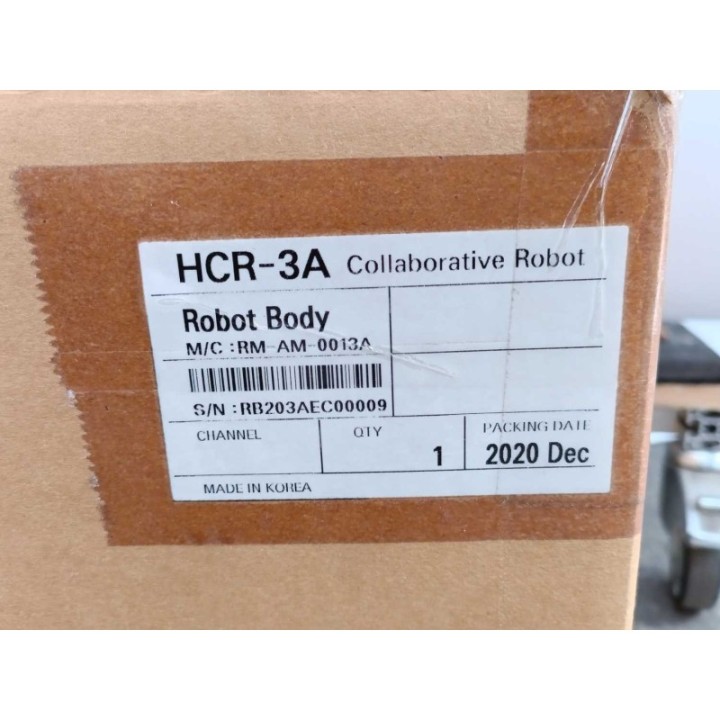 HCR-3A Collaborative Robot
Robot Body
M/C :RM-AM-0013A
S/N :RB203AEC00009
CHANNEL QTY PACKING DATE
1 2020 Dec
MADE IN KOREA